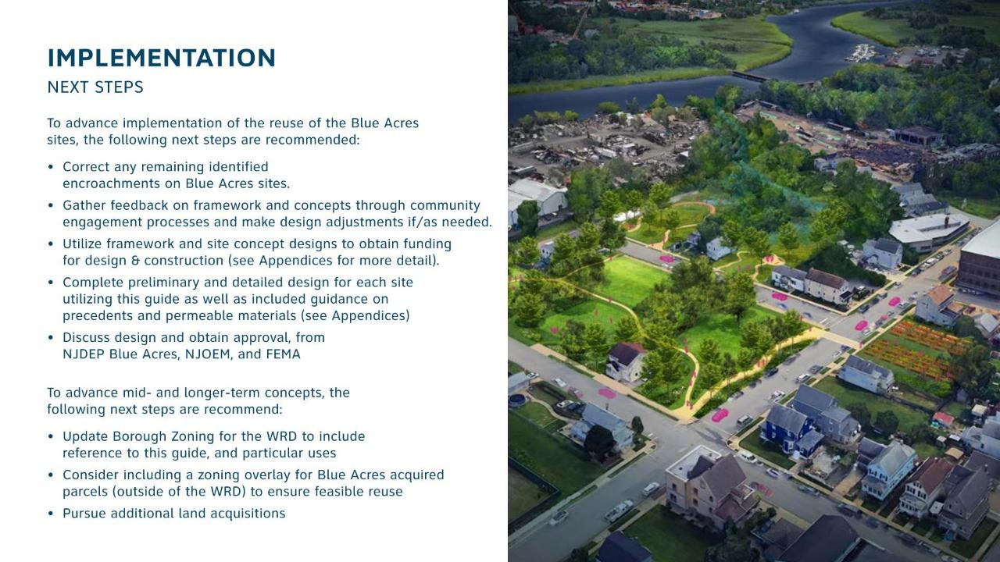 IMPLEMENTATION
NEXT STEPS
To advance implementation of the reuse of the Blue Acres
sites, the following next steps are recommended:
• Correct any remaining identified
encroachments on Blue Acres sites.
• Gather feedback on framework and concepts through community
engagement processes and make design adjustments if/as needed.
• Utilize framework and site concept designs to obtain funding
for design & construction (see Appendices for more detail).
• Complete preliminary and detailed design for each site
utilizing this guide as well as included guidance on
precedents and permeable materials (see Appendices)
• Discuss design and obtain approval, from
NJDEP Blue Acres, NJOEM, and FEMA
To advance mid- and longer-term concepts, the
following next steps are recommend:
• Update Borough Zoning for the WRD to include
reference to this guide, and particular uses
• Consider including a zoning overlay for Blue Acres acquired
parcels (outside of the WRD) to ensure feasible reuse
• Pursue additional land acquisitions